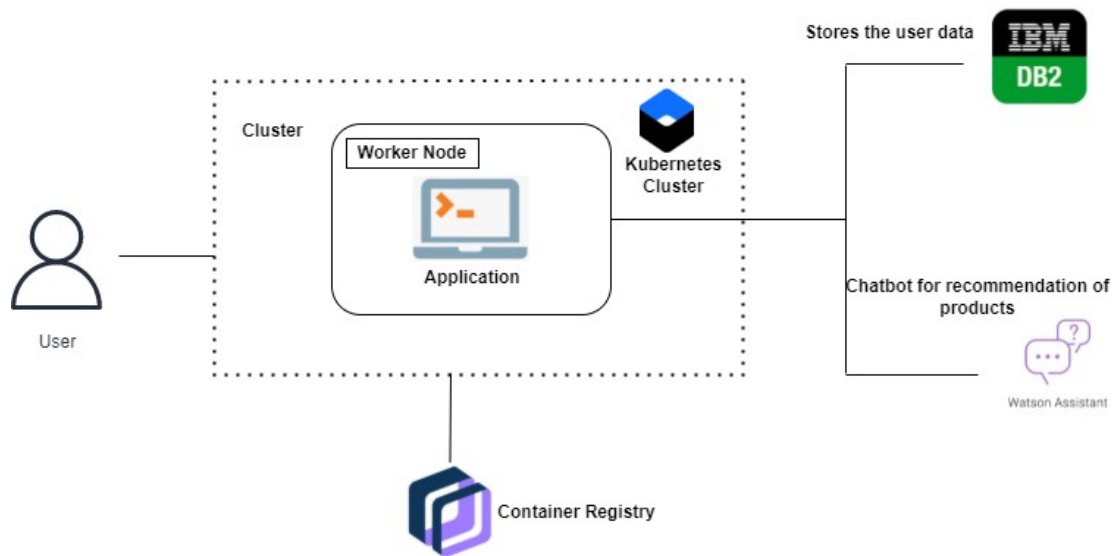 Stores the user data
IBM
DB2
Cluster
Worker Node
Kubernetes
Cluster
Application
User
Chatbot for recommendation of
products
?
Watson Assistant
Container Registry